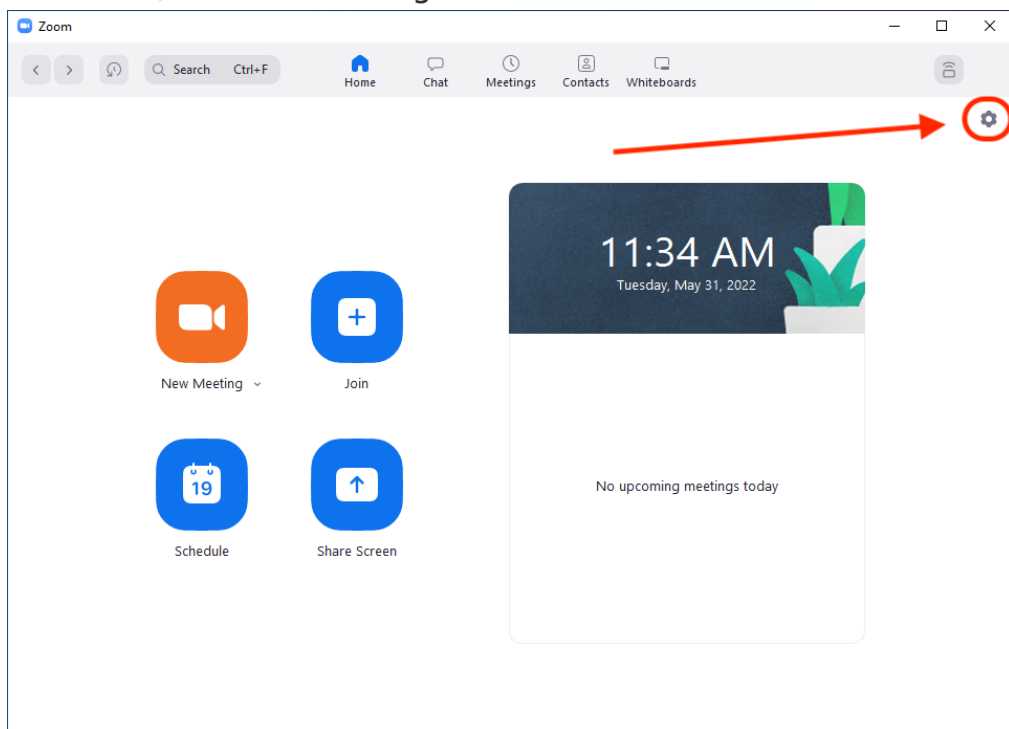 Zoom
Search Ctrl+F
Home Chat Meetings Contacts Whiteboards
11:34 AM
Tuesday, May 31, 2022
New Meeting Join
19
Schedule Share Screen
No upcoming meetings today